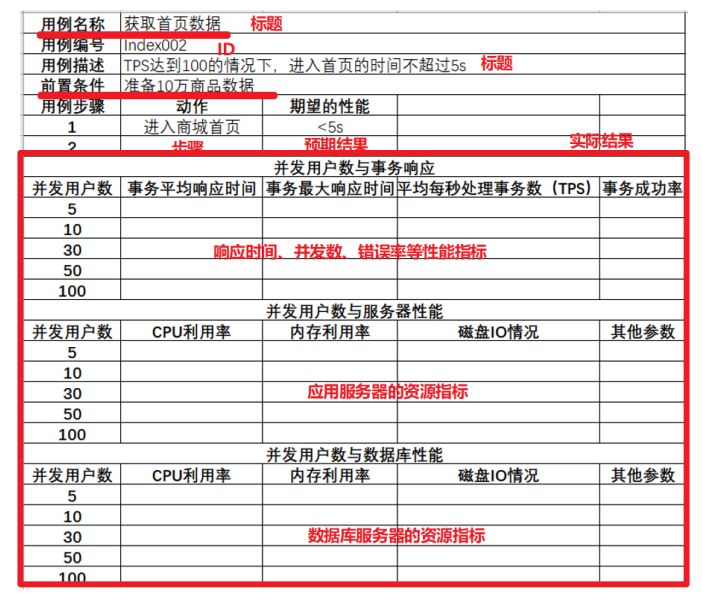 用例名称 获取首页数据 标题
用例编号 Index002 ID
用例描述 TPS达到100的情况下，进入首页的时间不超过5s 标题
前置条件 准备10万商品数据
用例步骤 动作 期望的性能
1 进入商城首页 <5s
2 步骤 预期结果 实际结果
并发用户数与事务响应
并发用户数 事务平均响应时间 事务最大响应时间 平均每秒处理事务数（TPS） 事务成功率
5
10
30 响应时间、并发数、错误率等性能指标
50
100
并发用户数与服务器性能
并发用户数 CPU利用率 内存利用率 磁盘IO情况 其他参数
5
10
30 应用服务器的资源指标
50
100
并发用户数与数据库性能
并发用户数 CPU利用率 内存利用率 磁盘IO情况 其他参数
5
10
30 数据库服务器的资源指标
50
100